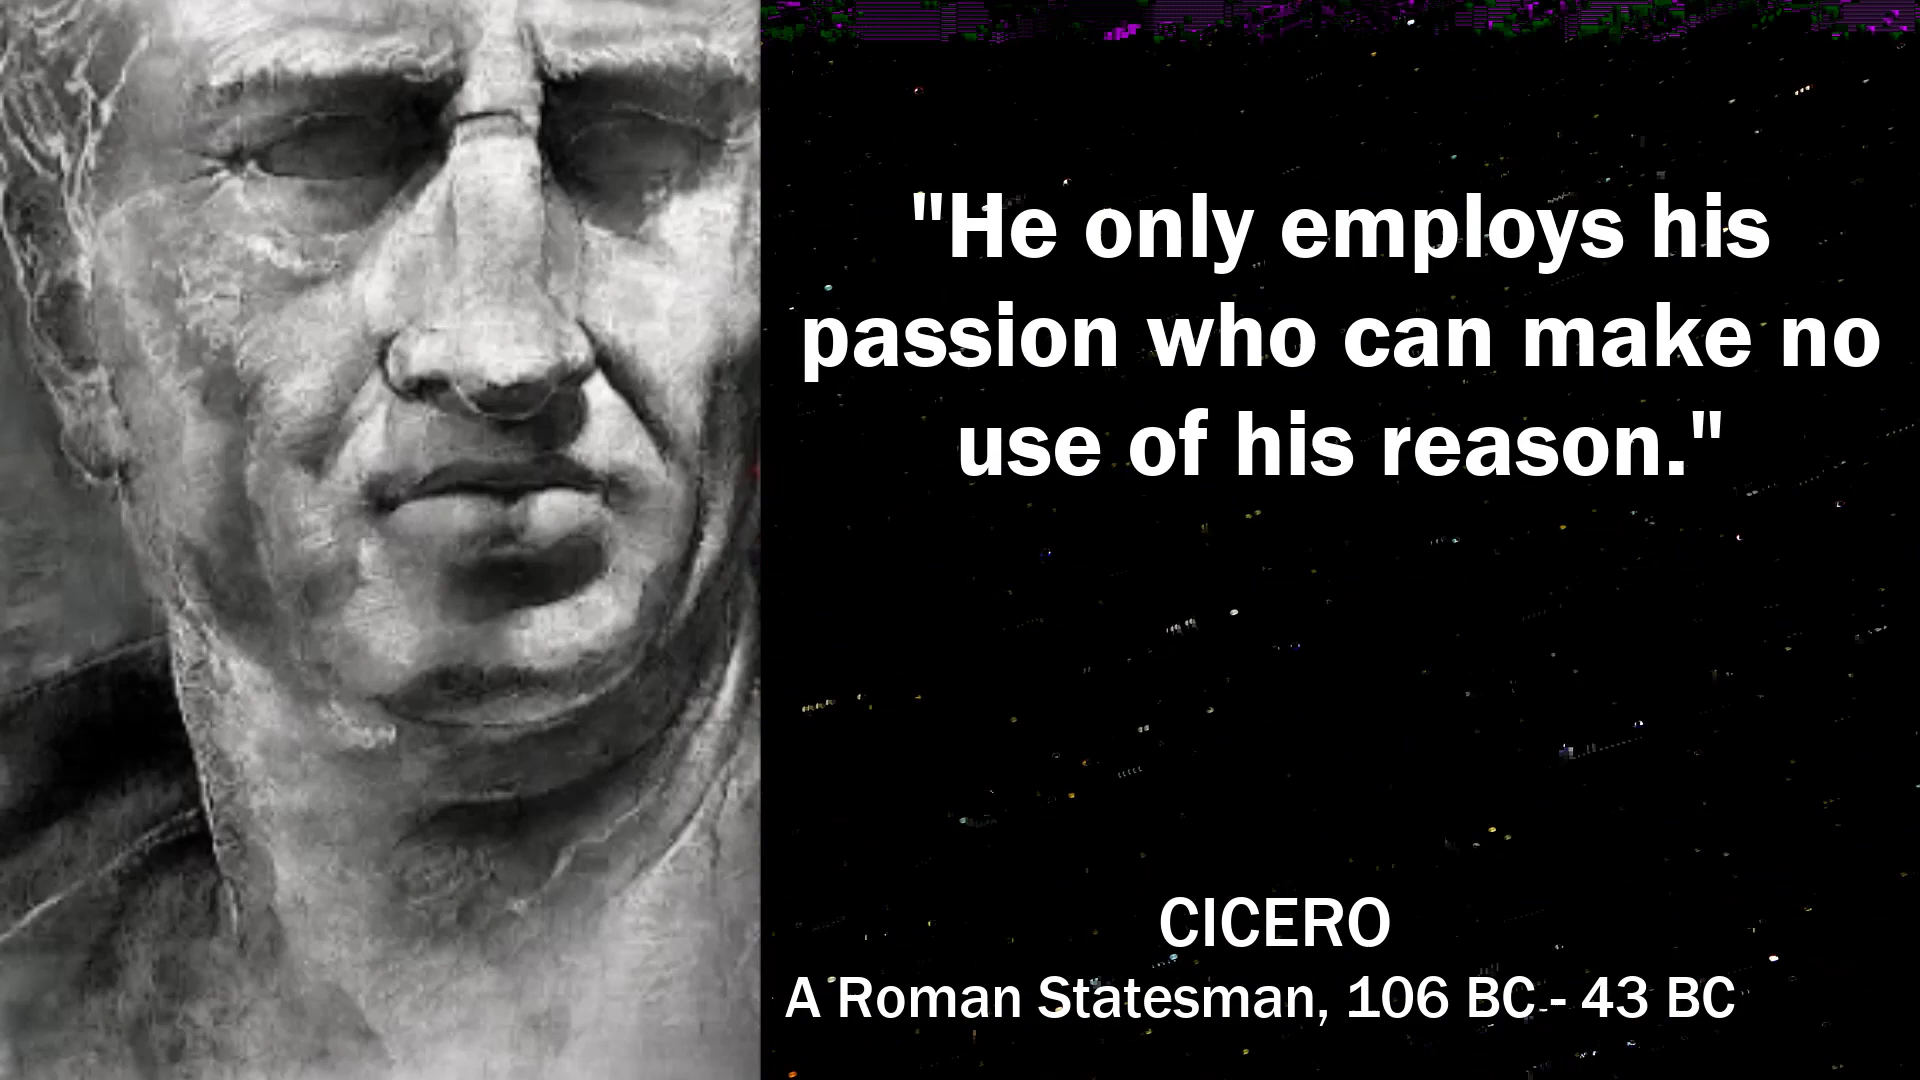 "He only employs his
passion who can make no
use of his reason."
CICERO
A Roman Statesman, 106 BC - 43 BC